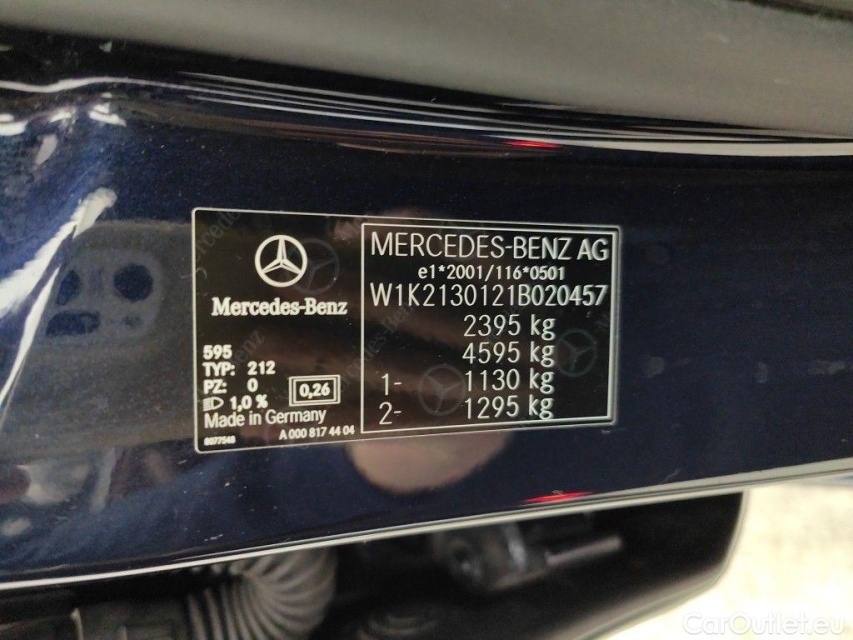 Mercedes-Benz
595
TYP: 212
PZ: 0
1,0 %
0,26
Made in Germany
8077548
A 000 817 44 04
MERCEDES-BENZ AG
e1*2001/116*0501
W1K2130121B020457
2395 kg
4595 kg
1- 1130 kg
2- 1295 kg
CarOutlet.eu